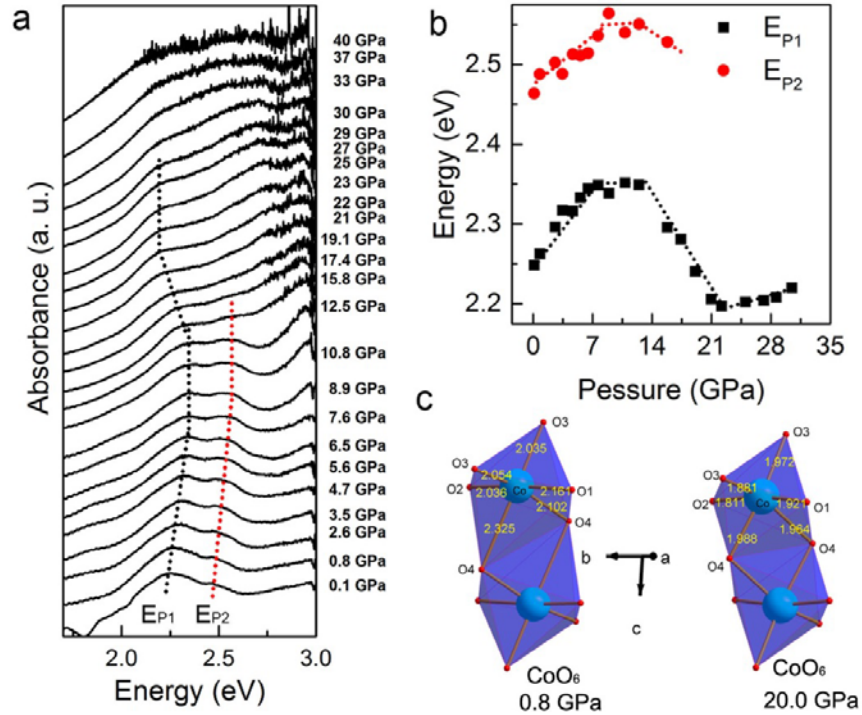 a
40 GPa
37 GPa
33 GPa
30 GPa
29 GPa
27 GPa
25 GPa
23 GPa
22 GPa
21 GPa
19.1 GPa
17.4 GPa
15.8 GPa
12.5 GPa
10.8 GPa
8.9 GPa
7.6 GPa
6.5 GPa
5.6 GPa
4.7 GPa
3.5 GPa
2.6 GPa
0.8 GPa
0.1 GPa
Absorbance (a. u.)
EP1 EP2
2.0 2.5 3.0
Energy (eV)
b
EP1
EP2
2.5
2.4
2.3
2.2
Energy (eV)
0 7 14 21 28 35
Pessure (GPa)
c
O3
2.035
O3
2.054
O2
2.036
Co
2.161
O1
2.102
O4
2.325
O4
CoO6
0.8 GPa
b a
c
O3
1.972
O3
1.881
O2
1.811
Co
1.921
O1
1.964
O4
1.988
O4
CoO6
20.0 GPa